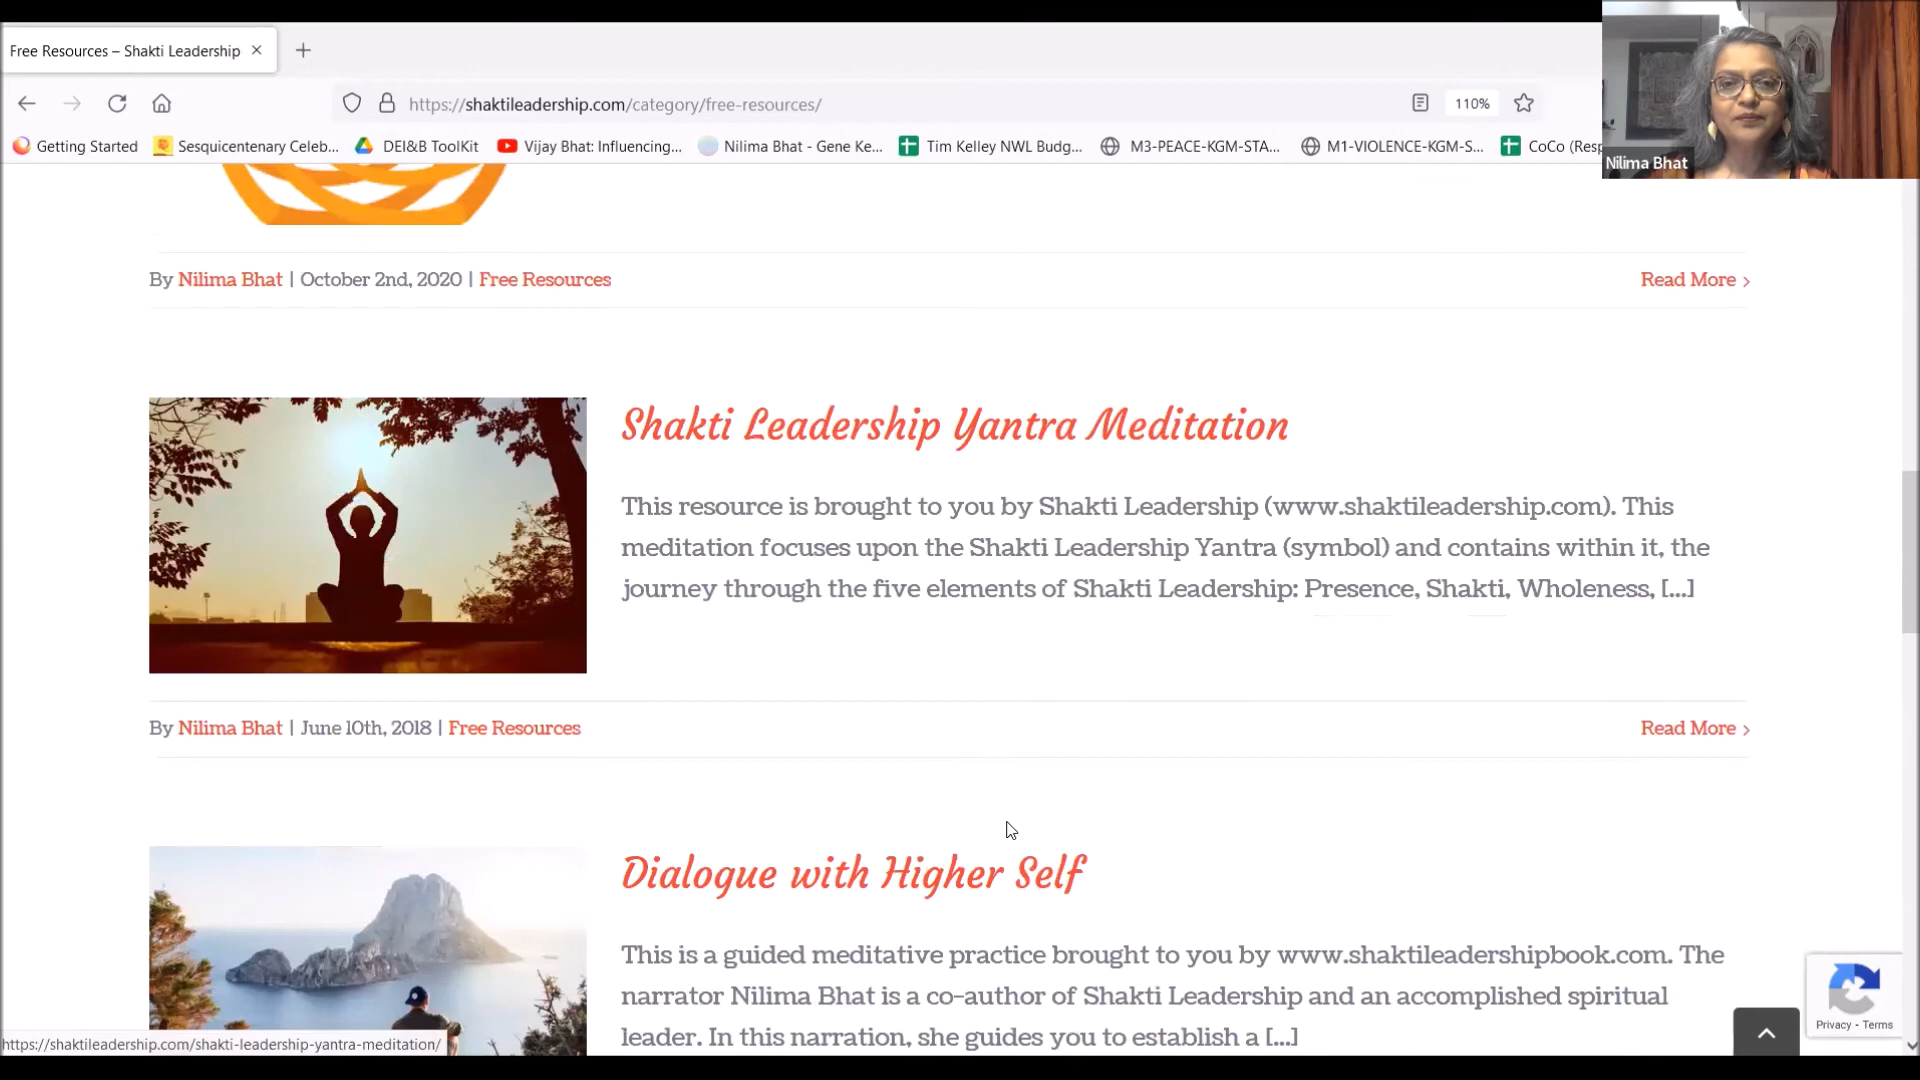 Free Resources – Shakti Leadership
https://shaktileadership.com/category/free-resources/
110%
Getting Started
Sesquicentenary Celeb...
DEI&B ToolKit
Vijay Bhat: Influencing...
Nilima Bhat - Gene Ke...
Tim Kelley NWL Budg...
M3-PEACE-KGM-STA...
M1-VIOLENCE-KGM-S...
CoCo (Resp
Nilima Bhat
By Nilima Bhat | October 2nd, 2020 | Free Resources
Read More
Shakti Leadership Yantra Meditation
This resource is brought to you by Shakti Leadership (www.shaktileadership.com). This
meditation focuses upon the Shakti Leadership Yantra (symbol) and contains within it, the
journey through the five elements of Shakti Leadership: Presence, Shakti, Wholeness, [...]
By Nilima Bhat | June 10th, 2018 | Free Resources
Read More
Dialogue with Higher Self
This is a guided meditative practice brought to you by www.shaktileadershipbook.com. The
narrator Nilima Bhat is a co-author of Shakti Leadership and an accomplished spiritual
leader. In this narration, she guides you to establish a [...]
Privacy - Terms
https://shaktileadership.com/shakti-leadership-yantra-meditation/